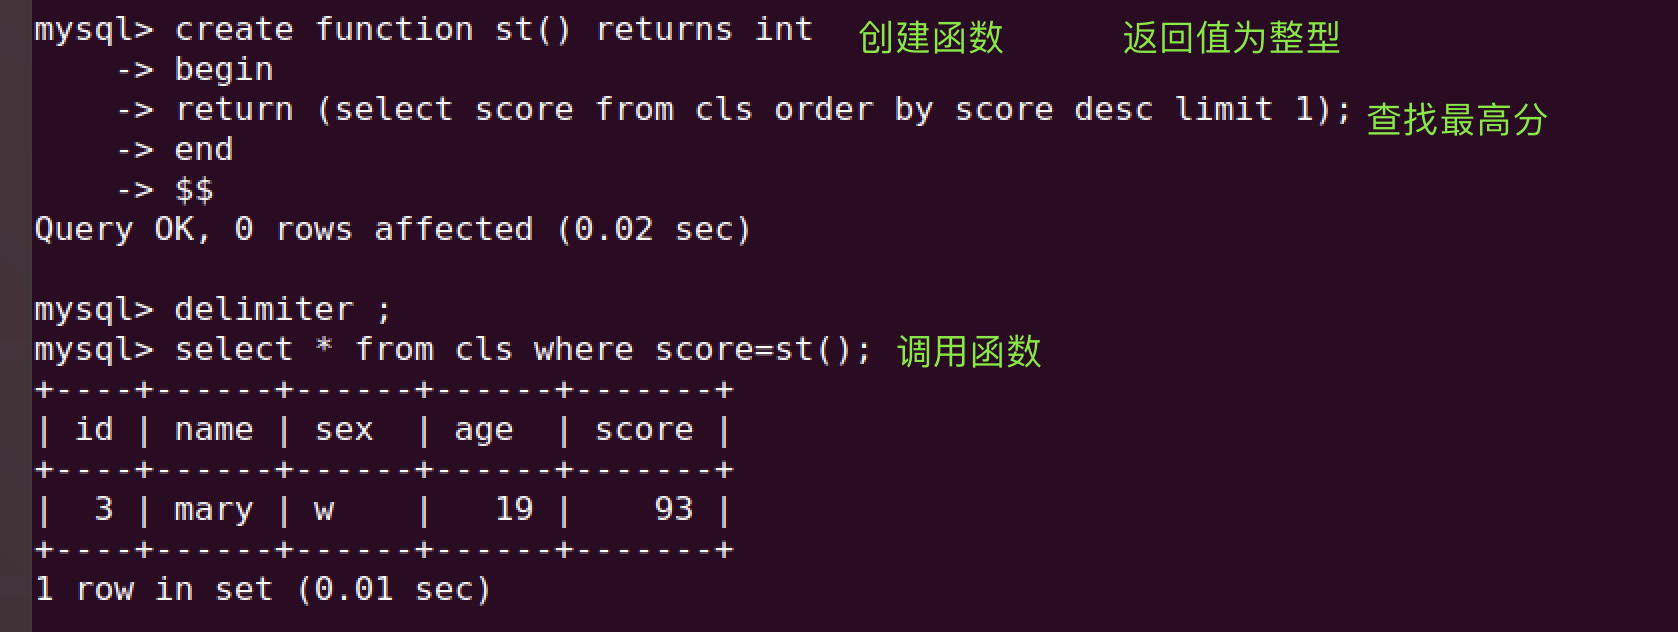 mysql> create function st() returns int 创建函数 返回值为整型
-> begin
-> return (select score from cls order by score desc limit 1); 查找最高分
-> end
-> $$
Query OK, 0 rows affected (0.02 sec)
mysql> delimiter ;
mysql> select * from cls where score=st(); 调用函数
+----+------+------+------+-------+
| id | name | sex  | age  | score |
+----+------+------+------+-------+
|  3 | mary | w    |   19 |    93 |
+----+------+------+------+-------+
1 row in set (0.01 sec)